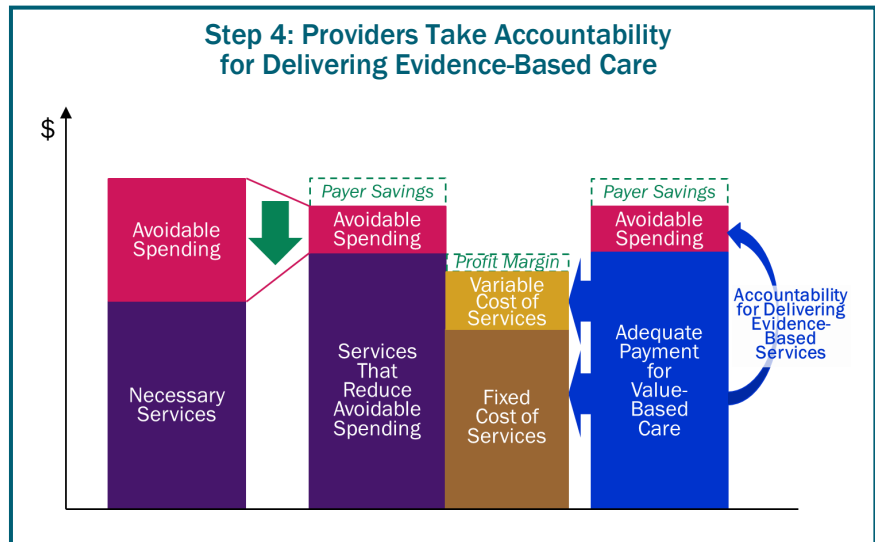 Step 4: Providers Take Accountability
for Delivering Evidence-Based Care
$
Avoidable
Spending
Necessary
Services
Payer Savings
Avoidable
Spending
Services
That
Reduce
Avoidable
Spending
Profit Margin
Variable
Cost of
Services
Fixed
Cost of
Services
Payer Savings
Avoidable
Spending
Adequate
Payment
for
Value-
Based
Care
Accountability
for Delivering
Evidence-
Based
Services